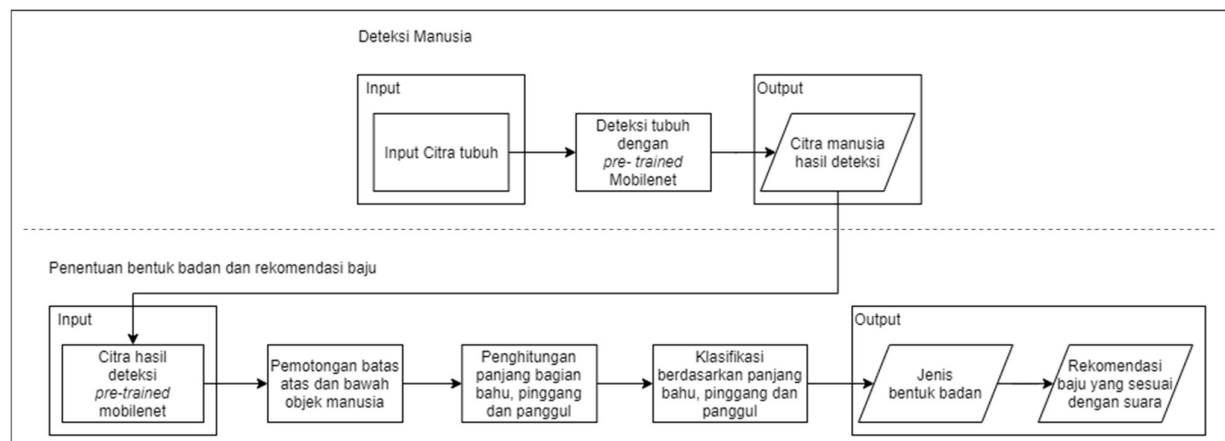 Deteksi Manusia
Input
Input Citra tubuh
Deteksi tubuh
dengan
pre- trained
Mobilenet
Output
Citra manusia
hasil deteksi
Penentuan bentuk badan dan rekomendasi baju
Input
Citra hasil
deteksi
pre-trained
mobilenet
Pemotongan batas
atas dan bawah
objek manusia
Penghitungan
panjang bagian
bahu, pinggang
dan panggul
Klasifikasi
berdasarkan panjang
bahu, pinggang dan
panggul
Output
Jenis
bentuk badan
Rekomendasi
baju yang sesuai
dengan suara